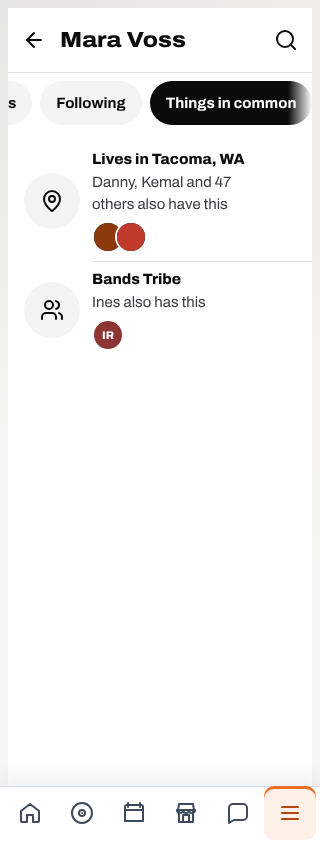 Mara Voss
s
Following
Things in common
Lives in Tacoma, WA
Danny, Kemal and 47
others also have this
Bands Tribe
Ines also has this
IR